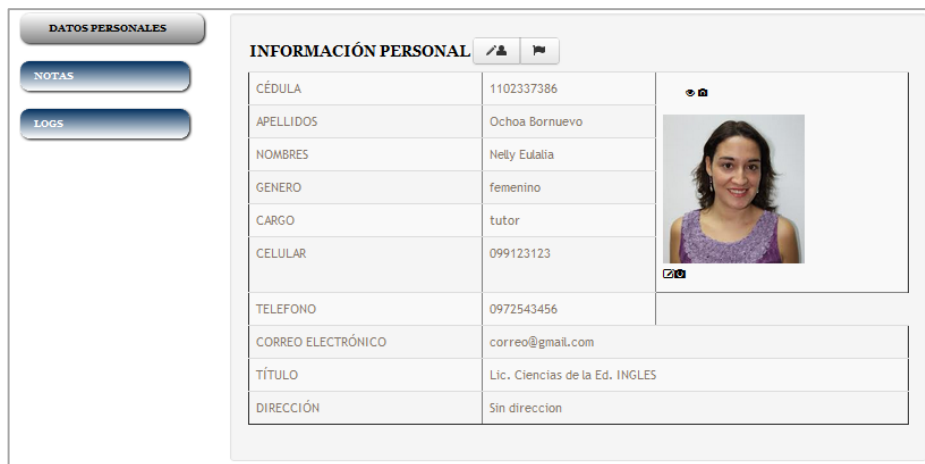 DATOS PERSONALES
NOTAS
LOGS
INFORMACIÓN PERSONAL
CÉDULA 1102337386
APELLIDOS Ochoa Bornuevo
NOMBRES Nelly Eulalia
GENERO femenino
CARGO tutor
CELULAR 099123123
TELEFONO 0972543456
CORREO ELECTRÓNICO correo@gmail.com
TÍTULO Lic. Ciencias de la Ed. INGLES
DIRECCIÓN Sin direccion